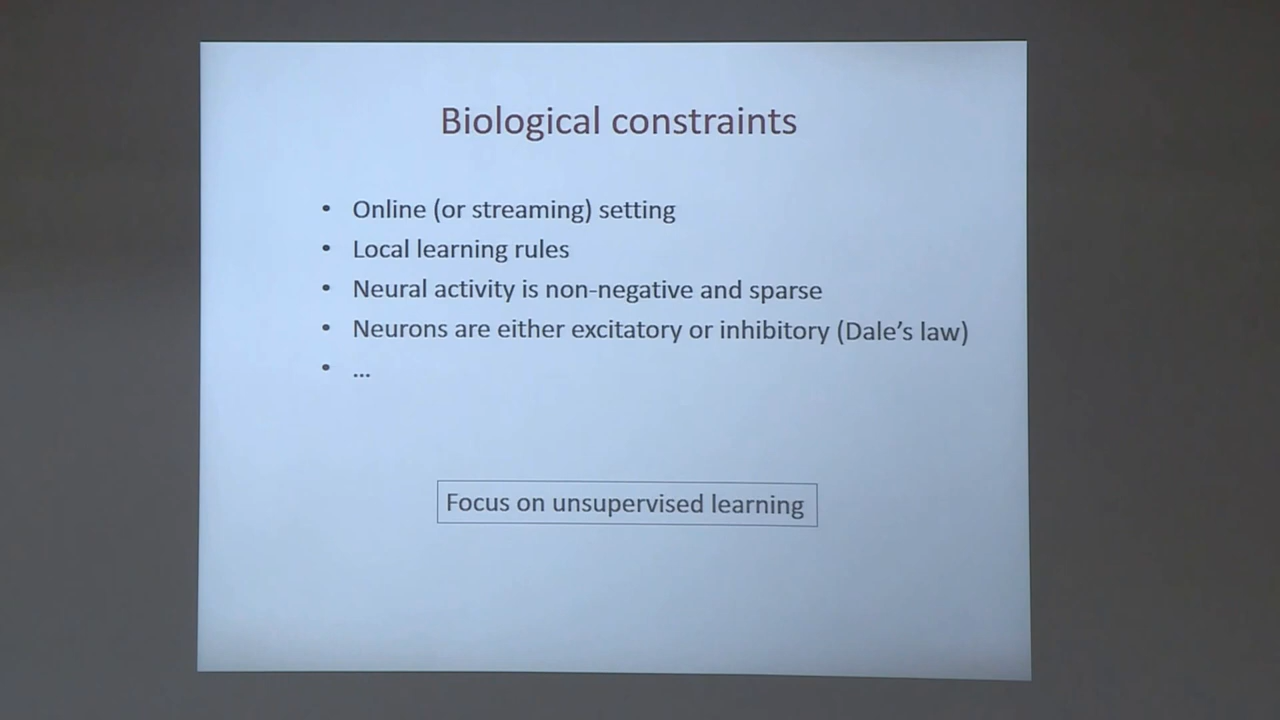 Biological constraints
• Online (or streaming) setting
• Local learning rules
• Neural activity is non-negative and sparse
• Neurons are either excitatory or inhibitory (Dale’s law)
• ...
Focus on unsupervised learning